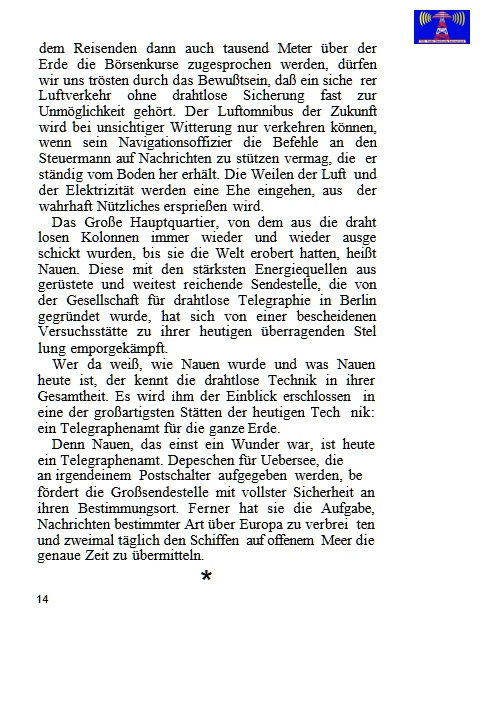 dem Reisenden dann auch tausend Meter über der
Erde die Börsenkurse zugesprochen werden, dürfen
wir uns trösten durch das Bewußtsein, daß ein siche rer
Luftverkehr ohne drahtlose Sicherung fast zur
Unmöglichkeit gehört. Der Luftomnibus der Zukunft
wird bei unsichtiger Witterung nur verkehren können,
wenn sein Navigationsoffizier die Befehle an den
Steuermann auf Nachrichten zu stützen vermag, die er
ständig vom Boden her erhält. Die Weilen der Luft und
der Elektrizität werden eine Ehe eingehen, aus der
wahrhaft Nützliches ersprießen wird.
Das Große Hauptquartier, von dem aus die draht
losen Kolonnen immer wieder und wieder ausge
schickt wurden, bis sie die Welt erobert hatten, heißt
Nauen. Diese mit den stärksten Energiequellen aus
gerüstete und weitest reichende Sendestelle, die von
der Gesellschaft für drahtlose Telegraphie in Berlin
gegründet wurde, hat sich von einer bescheidenen
Versuchsstätte zu ihrer heutigen überragenden Stel
lung emporgekämpft.
Wer da weiß, wie Nauen wurde und was Nauen
heute ist, der kennt die drahtlose Technik in ihrer
Gesamtheit. Es wird ihm der Einblick erschlossen in
eine der großartigsten Stätten der heutigen Tech nik:
ein Telegraphenamt für die ganze Erde.
Denn Nauen, das einst ein Wunder war, ist heute
ein Telegraphenamt. Depeschen für Uebersee, die
an irgendeinem Postschalter aufgegeben werden, be
fördert die Großsendestelle mit vollster Sicherheit an
ihren Bestimmungsort. Ferner hat sie die Aufgabe,
Nachrichten bestimmter Art über Europa zu verbrei ten
und zweimal täglich den Schiffen auf offenem Meer die
genaue Zeit zu übermitteln.
*
14